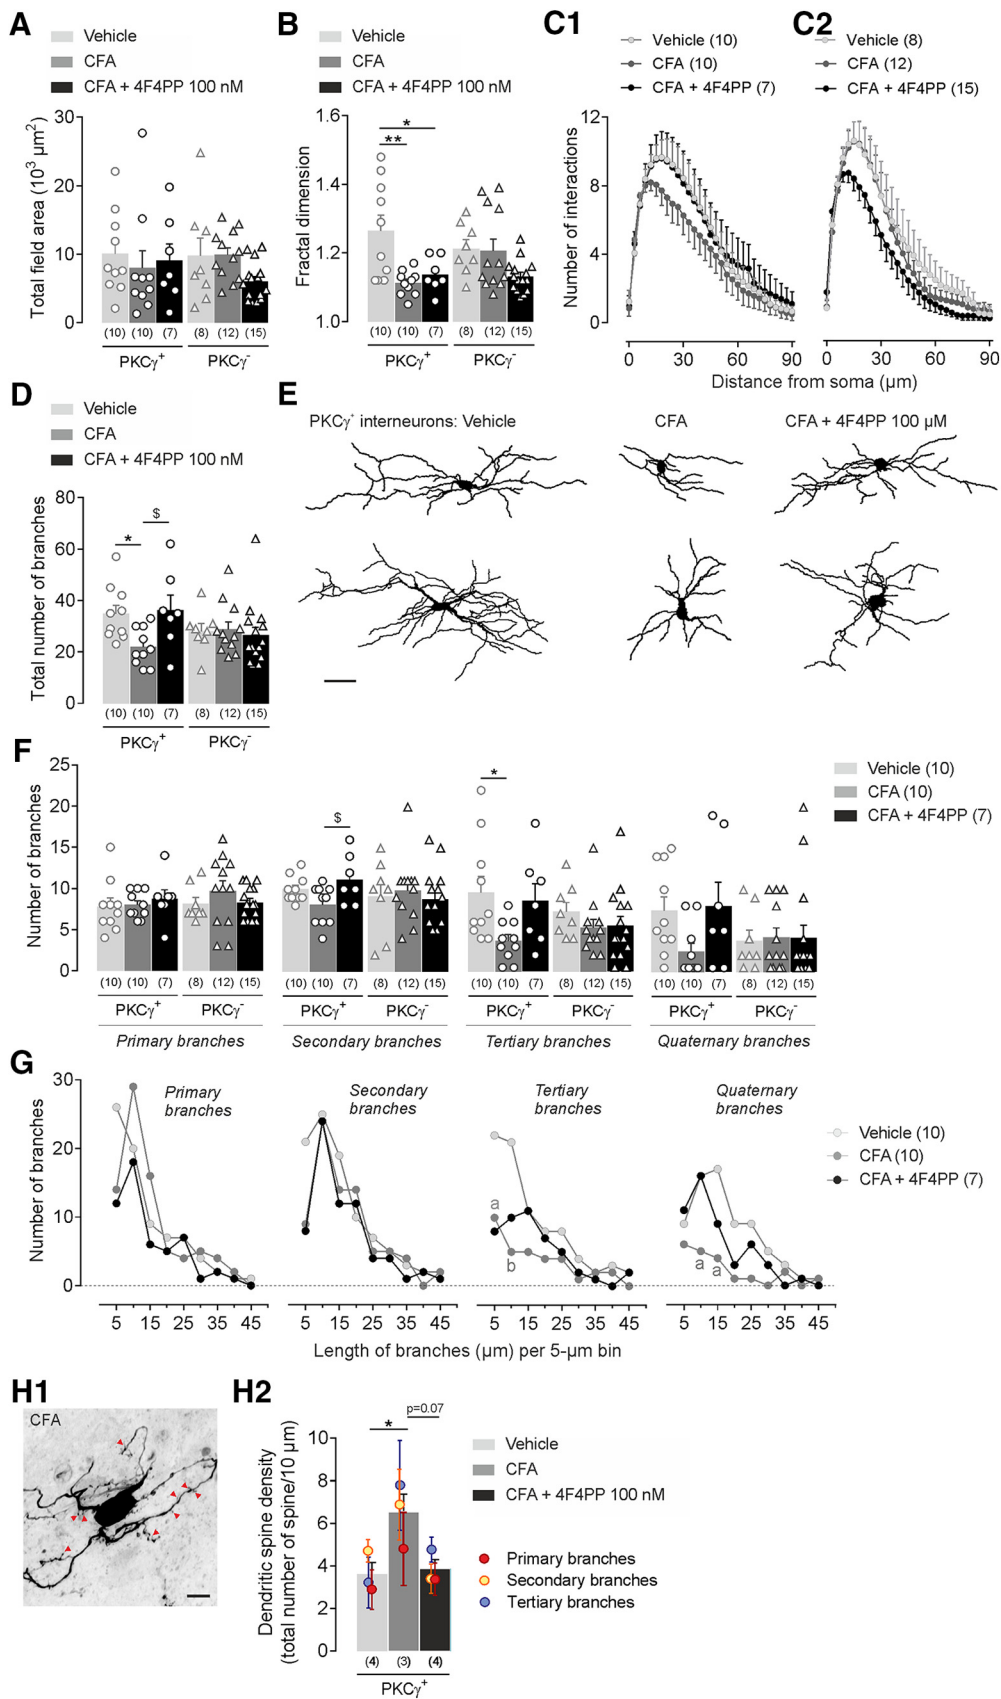 A
Vehicle
CFA
CFA + 4F4PP 100 nM
Total field area (10³ µm²)
30
20
10
0
(10) (10) (7) (8) (12) (15)
PKCγ⁺ PKCγ⁻
B
Vehicle
CFA
CFA + 4F4PP 100 nM
Fractal dimension
1.6
1.4
1.2
1.0
*
**
(10) (10) (7) (8) (12) (15)
PKCγ⁺ PKCγ⁻
C1
Vehicle (10)
CFA (10)
CFA + 4F4PP (7)
C2
Vehicle (8)
CFA (12)
CFA + 4F4PP (15)
Number of interactions
12
8
4
0
0 30 60 90 0 30 60 90
Distance from soma (µm)
D
Vehicle
CFA
CFA + 4F4PP 100 nM
Total number of branches
80
60
40
20
0
* $
(10) (10) (7) (8) (12) (15)
PKCγ⁺ PKCγ⁻
E
PKCγ⁺ interneurons: Vehicle CFA CFA + 4F4PP 100 µM
F
Vehicle (10)
CFA (10)
CFA + 4F4PP (7)
Number of branches
25
20
15
10
5
0
$ *
(10) (10) (7) (8) (12) (15) (10) (10) (7) (8) (12) (15) (10) (10) (7) (8) (12) (15) (10) (10) (7) (8) (12) (15)
PKCγ⁺ PKCγ⁻ PKCγ⁺ PKCγ⁻ PKCγ⁺ PKCγ⁻ PKCγ⁺ PKCγ⁻
Primary branches Secondary branches Tertiary branches Quaternary branches
G
Number of branches
30
20
10
0
Primary
branches
Secondary
branches
Tertiary
branches
Quaternary
branches
a
b
a
a
Vehicle (10)
CFA (10)
CFA + 4F4PP (7)
5 15 25 35 45 5 15 25 35 45 5 15 25 35 45 5 15 25 35 45
Length of branches (µm) per 5-µm bin
H1
CFA
H2
Dendritic spine density
(total number of spine/10 µm)
10
8
6
4
2
0
*
p=0.07
(4) (3) (4)
PKCγ⁺
Vehicle
CFA
CFA + 4F4PP 100 nM
Primary branches
Secondary branches
Tertiary branches